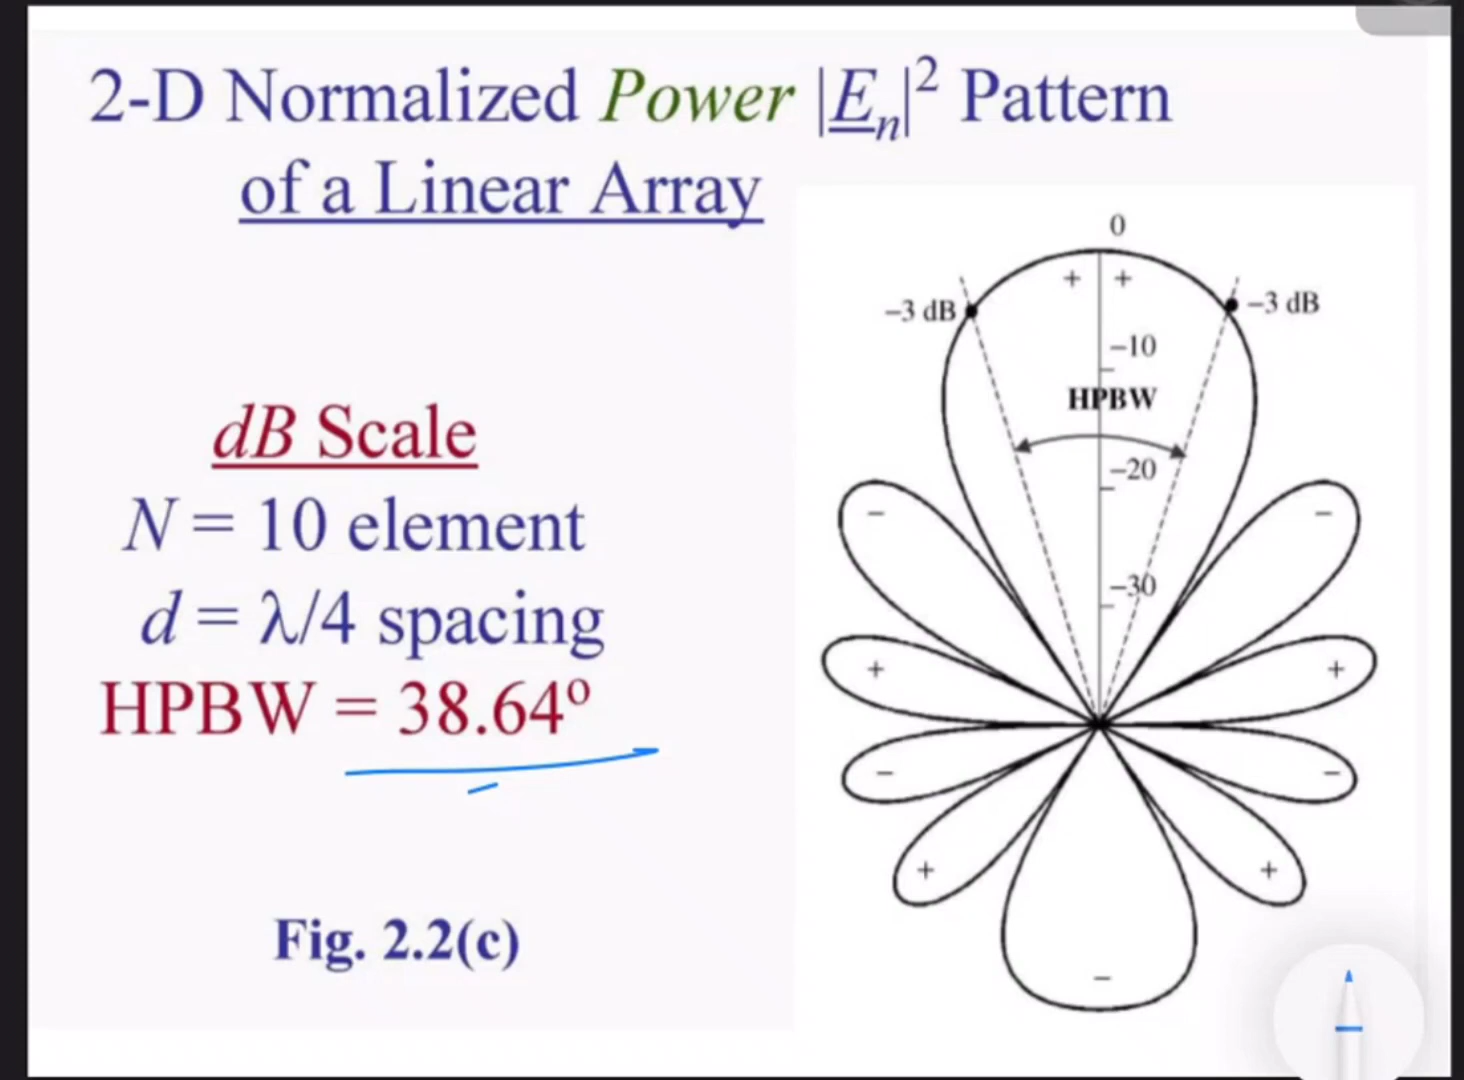 2-D Normalized Power |E_n|² Pattern
of a Linear Array
0
+ +
−3 dB
−3 dB
−10
HPBW
−20
−30
dB Scale
N = 10 element
d = λ/4 spacing
HPBW = 38.64º
− −
+ +
− −
+ +
−
Fig. 2.2(c)